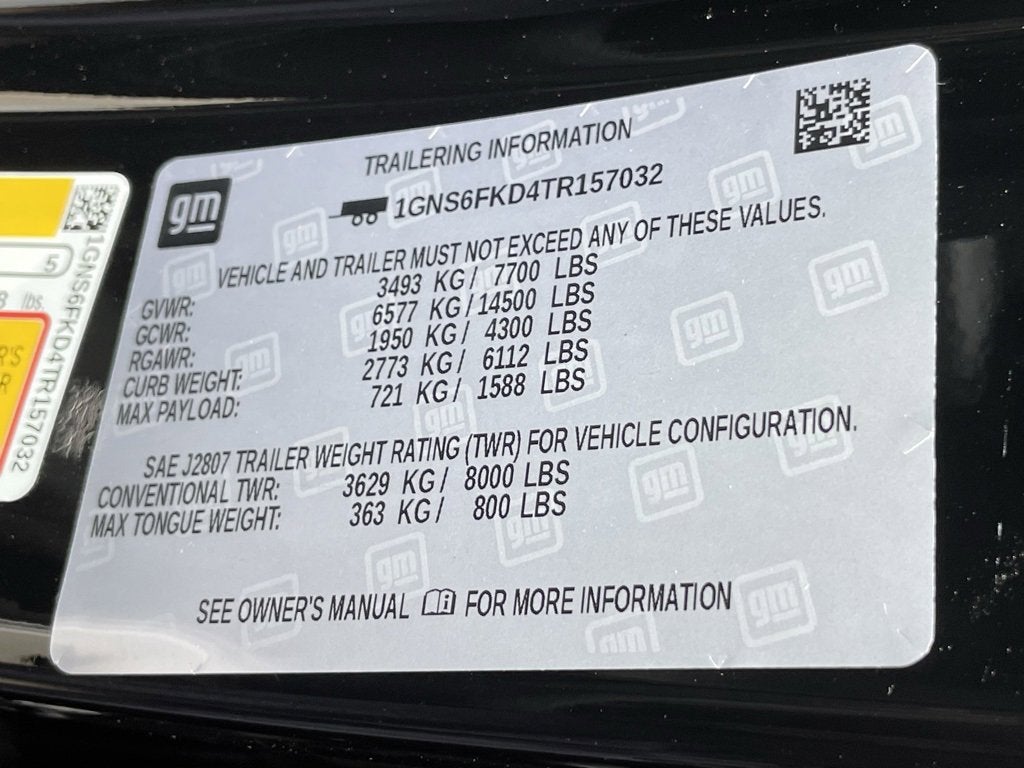 TRAILERING INFORMATION
gm
1GNS6FKD4TR157032
VEHICLE AND TRAILER MUST NOT EXCEED ANY OF THESE VALUES.
GVWR: 3493 KG/ 7700 LBS
GCWR: 6577 KG/14500 LBS
RGAWR: 1950 KG/ 4300 LBS
CURB WEIGHT: 2773 KG/ 6112 LBS
MAX PAYLOAD: 721 KG/ 1588 LBS
SAE J2807 TRAILER WEIGHT RATING (TWR) FOR VEHICLE CONFIGURATION.
CONVENTIONAL TWR: 3629 KG/ 8000 LBS
MAX TONGUE WEIGHT: 363 KG/ 800 LBS
SEE OWNER'S MANUAL FOR MORE INFORMATION
5
lbs.
1GNS6FKD4TR157032